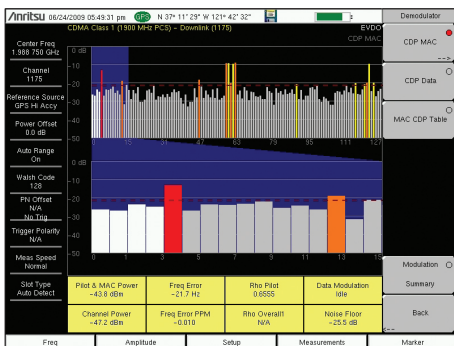 Anritsu 06/24/2009 05:49:31 pm GPS N 37° 11' 29" W 121° 42' 32"
Demodulator
CDMA Class 1 (1900 MHz PCS) - Downlink (1175) EVDO
CDP MAC
Center Freq
1.988 750 GHz
Channel
1175
Reference Source
GPS Hi Accy
Power Offset
0.0 dB
Auto Range
On
Walsh Code
128
PN Offset
N/A
No Trig
Trigger Polarity
N/A
Meas Speed
Normal
Slot Type
Auto Detect
0 dB
-10
-20
-30
-40
-50
0 15 31 47 63 79 95 111 127
0 dB
-10
-20
-30
-40
-50
0 1 3 5 7 9 11 13 15
Pilot & MAC Power
-43.8 dBm
Freq Error
-21.7 Hz
Rho Pilot
0.6555
Data Modulation
Idle
Channel Power
-47.2 dBm
Freq Error PPM
-0.010
Rho Overall1
N/A
Noise Floor
-25.5 dB
CDP MAC
-->
CDP Data
MAC CDP Table
Modulation
Summary
Back
<--
Freq Amplitude Setup Measurements Marker